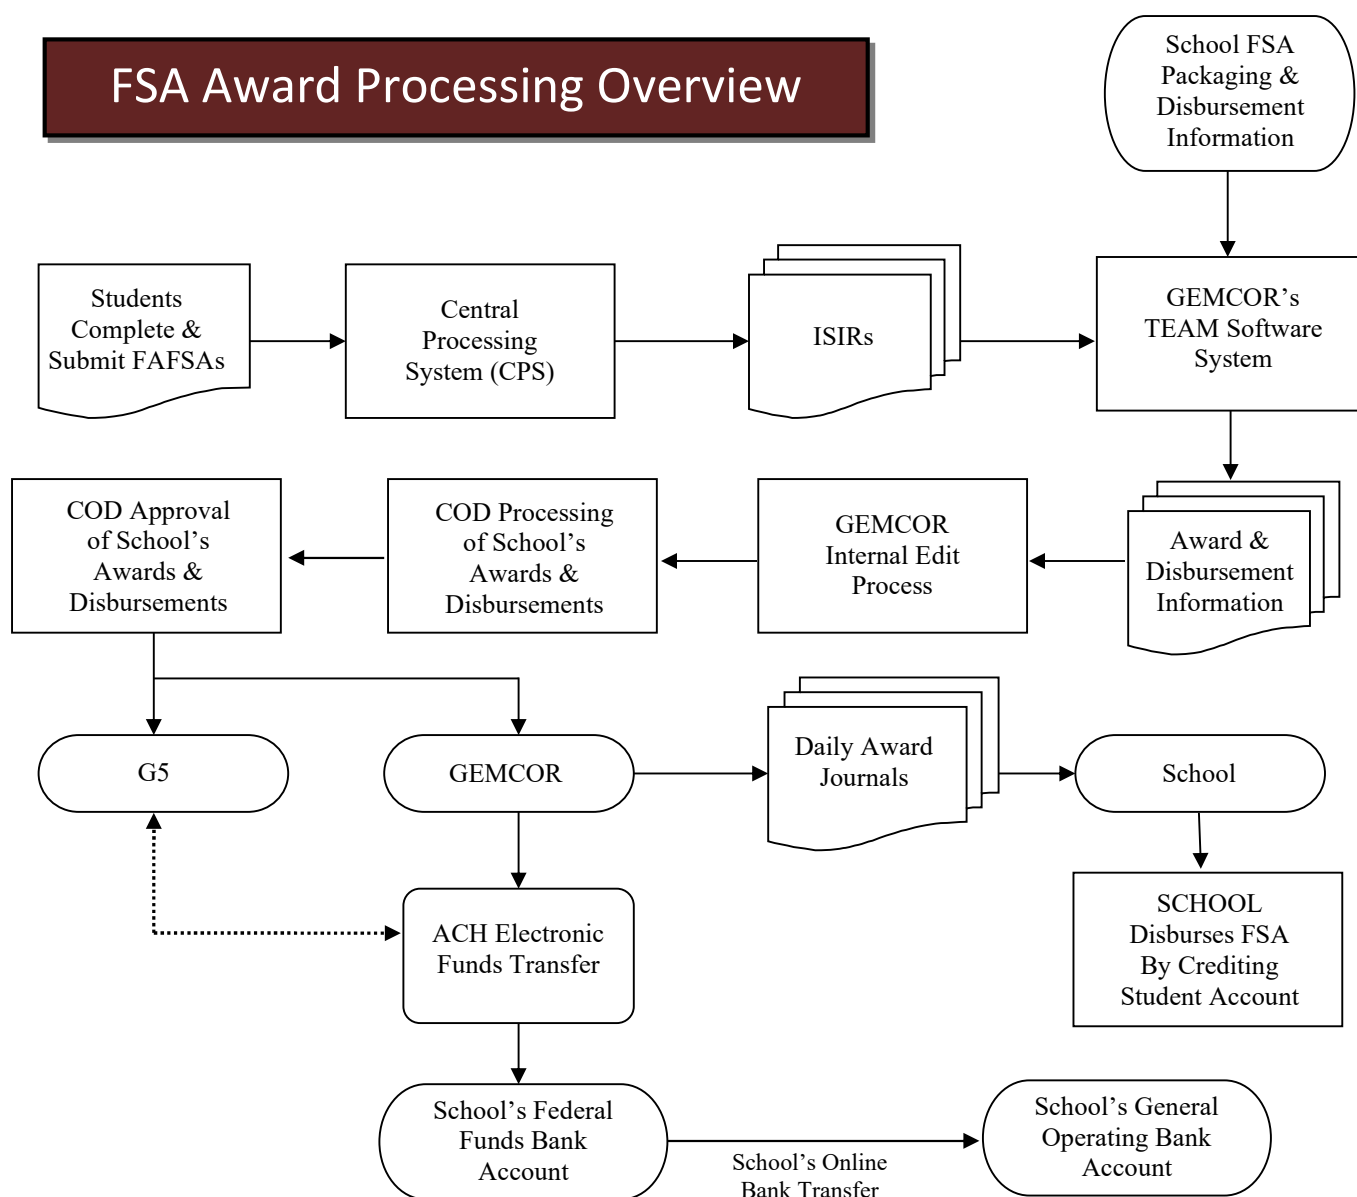 FSA Award Processing Overview
School FSA
Packaging &
Disbursement
Information
Students
Complete &
Submit FAFSAs
Central
Processing
System (CPS)
ISIRs
GEMCOR’s
TEAM Software
System
COD Approval
of School’s
Awards &
Disbursements
COD Processing
of School’s
Awards &
Disbursements
GEMCOR
Internal Edit
Process
Award &
Disbursement
Information
G5
GEMCOR
Daily Award
Journals
School
ACH Electronic
Funds Transfer
SCHOOL
Disburses FSA
By Crediting
Student Account
School’s Federal
Funds Bank
Account
School’s Online
Bank Transfer
School’s General
Operating Bank
Account